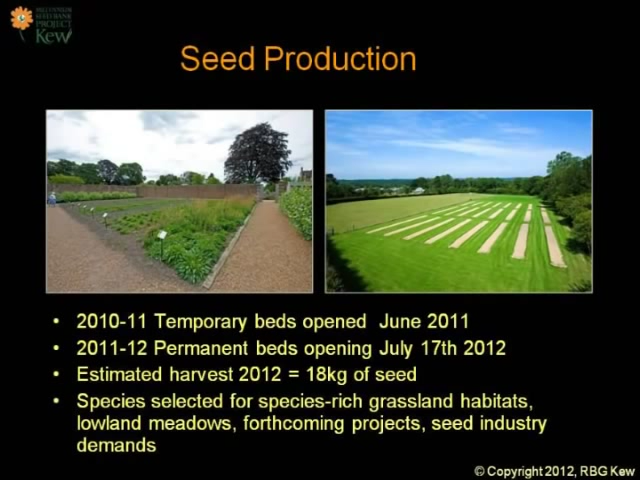 MILLENNIUM
SEED BANK
PROJECT
Kew
Seed Production
• 2010-11 Temporary beds opened  June 2011
• 2011-12 Permanent beds opening July 17th 2012
• Estimated harvest 2012 = 18kg of seed
• Species selected for species-rich grassland habitats,
lowland meadows, forthcoming projects, seed industry
demands
© Copyright 2012, RBG Kew